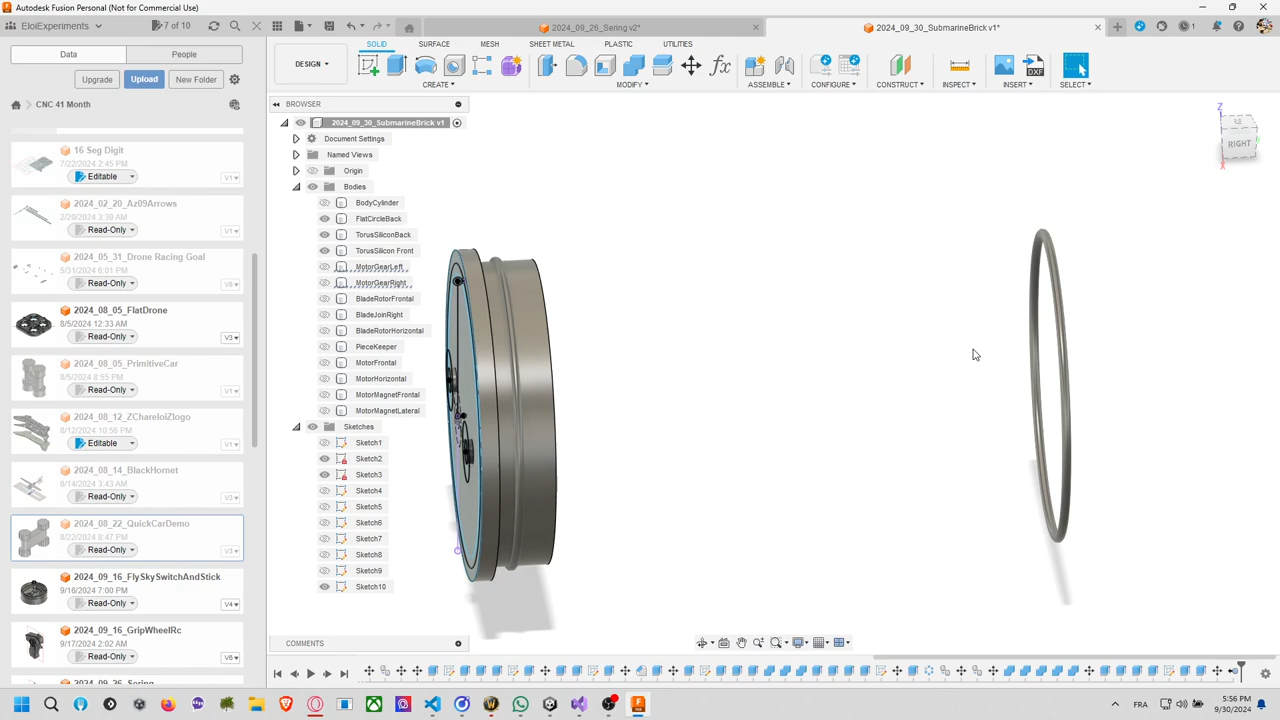 Autodesk Fusion Personal (Not for Commercial Use)
EloiExperiments
7 of 10
2024_09_26_Sering v2*
2024_09_30_SubmarineBrick v1*
1
Data
People
Upgrade
Upload
New Folder
CNC 41 Month
16 Seg Digit
7/22/2024 2:45 PM
Editable
V1
2024_02_20_Az09Arrows
2/20/2024 3:39 AM
Read-Only
V1
2024_05_31_Drone Racing Goal
5/31/2024 6:01 PM
Read-Only
2024_08_05_FlatDrone
8/5/2024 12:33 AM
Read-Only
V3
2024_08_05_PrimitiveCar
8/5/2024 8:55 PM
Read-Only
V1
2024_08_12_ZChareloiZlogo
8/12/2024 10:56 PM
Editable
V1
2024_08_14_BlackHornet
8/14/2024 3:43 AM
Read-Only
2024_08_22_QuickCarDemo
8/22/2024 8:47 PM
Read-Only
V3
2024_09_16_FlySkySwitchAndStick
9/16/2024 7:00 PM
Read-Only
V4
2024_09_16_GripWheelRc
9/17/2024 2:02 AM
Read-Only
V6
2024_09_26_Sering
DESIGN
SOLID
SURFACE
MESH
SHEET METAL
PLASTIC
UTILITIES
CREATE
MODIFY
ASSEMBLE
CONFIGURE
CONSTRUCT
INSPECT
INSERT
SELECT
DXF
BROWSER
2024_09_30_SubmarineBrick v1
Document Settings
Named Views
Origin
Bodies
BodyCylinder
FlatCircleBack
TorusSiliconBack
TorusSilicon Front
MotorGearLeft
MotorGearRight
BladeRotorFrontal
BladeJoinRight
BladeRotorHorizontal
PieceKeeper
MotorFrontal
MotorHorizontal
MotorMagnetFrontal
MotorMagnetLateral
Sketches
Sketch1
Sketch2
Sketch3
Sketch4
Sketch5
Sketch6
Sketch7
Sketch8
Sketch9
Sketch10
Z
RIGHT
X
COMMENTS
FRA
5:56 PM
9/30/2024